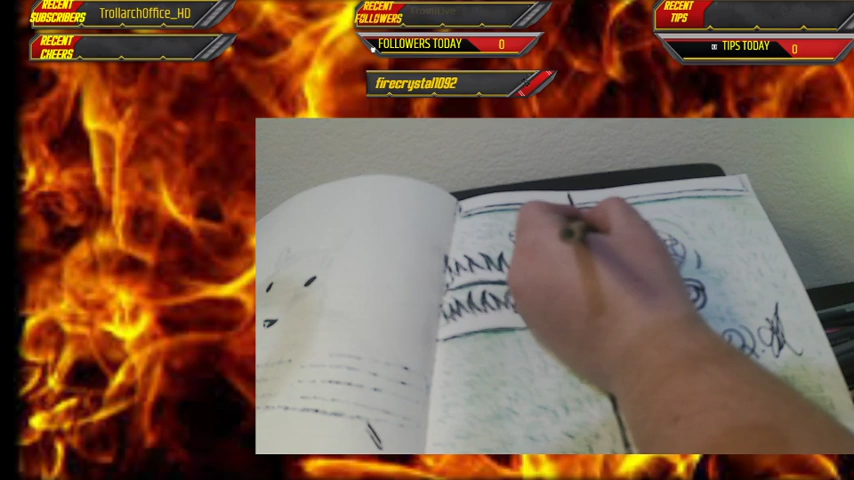 RECENT
SUBSCRIBERS
TrollarchOffice_HD
RECENT
FOLLOWERS
RECENT
TIPS
RECENT
CHEERS
FOLLOWERS TODAY 0
TIPS TODAY 0
firecrystal1092